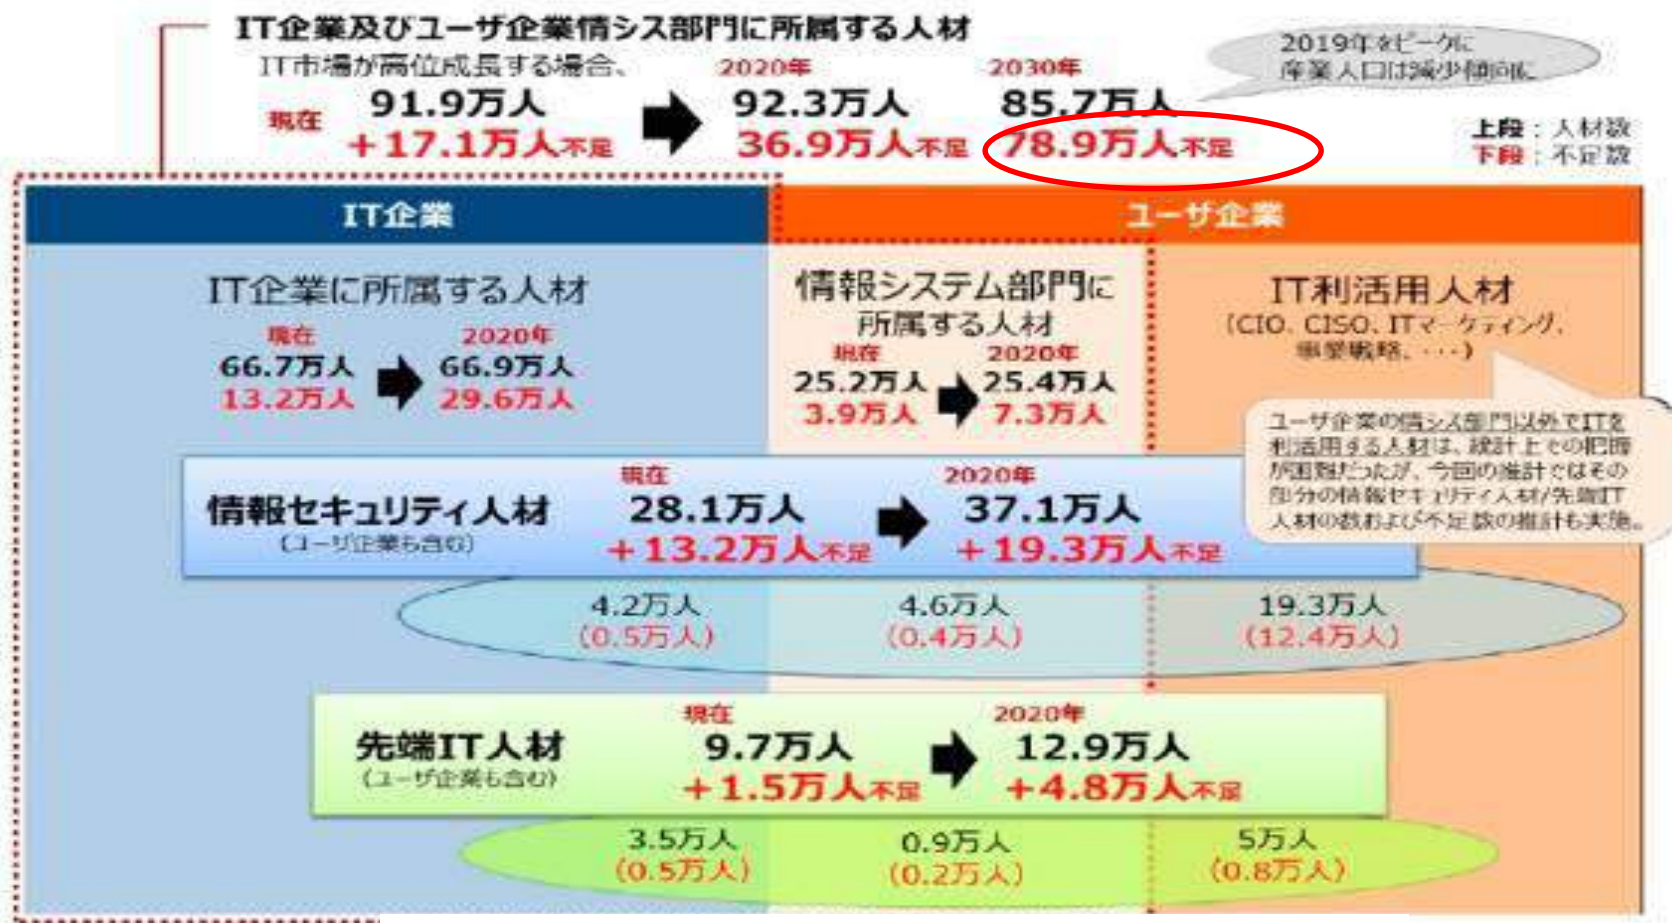 IT企業及びユーザ企業情シス部門に所属する人材
IT市場が高位成長する場合、
2020年
2030年
2019年をピークに
産業人口は減少傾向に
現在
91.9万人
92.3万人
85.7万人
+17.1万人不足
36.9万人不足
78.9万人不足
上段：人材数
下段：不足数
IT企業
ユーザ企業
IT企業に所属する人材
現在
2020年
66.7万人
66.9万人
13.2万人
29.6万人
情報システム部門に
所属する人材
現在
2020年
25.2万人
25.4万人
3.9万人
7.3万人
IT利活用人材
(CIO、CISO、ITマーケティング、
事業戦略、・・・)
ユーザ企業の情シス部門以外でITを
利活用する人材は、統計上での把握
が困難だったが、今回の推計ではその
部分の情報セキュリティ人材/先端IT
人材の数および不足数の推計も実施。
情報セキュリティ人材
(ユーザ企業も含む)
現在
2020年
28.1万人
37.1万人
+13.2万人不足
+19.3万人不足
4.2万人
4.6万人
19.3万人
(0.5万人)
(0.4万人)
(12.4万人)
先端IT人材
(ユーザ企業も含む)
現在
2020年
9.7万人
12.9万人
+1.5万人不足
+4.8万人不足
3.5万人
0.9万人
5万人
(0.5万人)
(0.2万人)
(0.8万人)